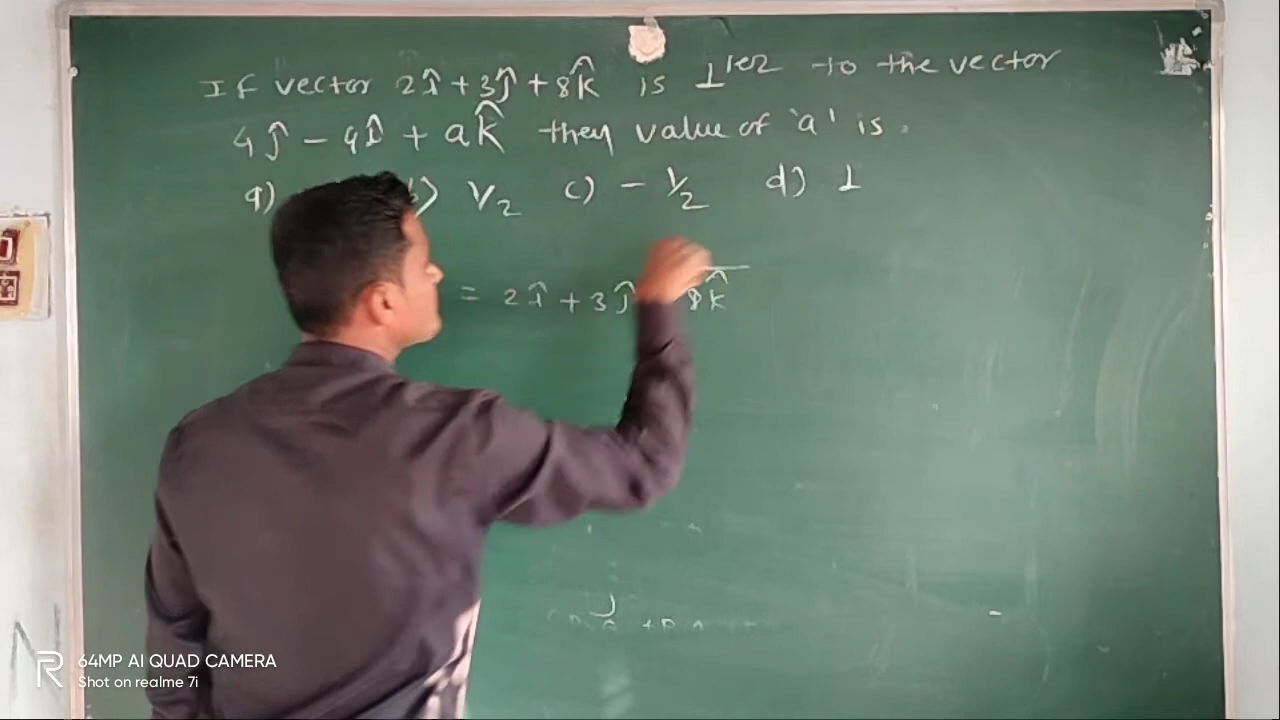 If vector 2î + 3ĵ + 8k̂ is ⊥ler to the vector
4ĵ - 4î + ak̂ then value of 'a' is.
a) b) 1/2 c) - 1/2 d) 1
= 2î + 3ĵ 8k̂
64MP AI QUAD CAMERA
Shot on realme 7i